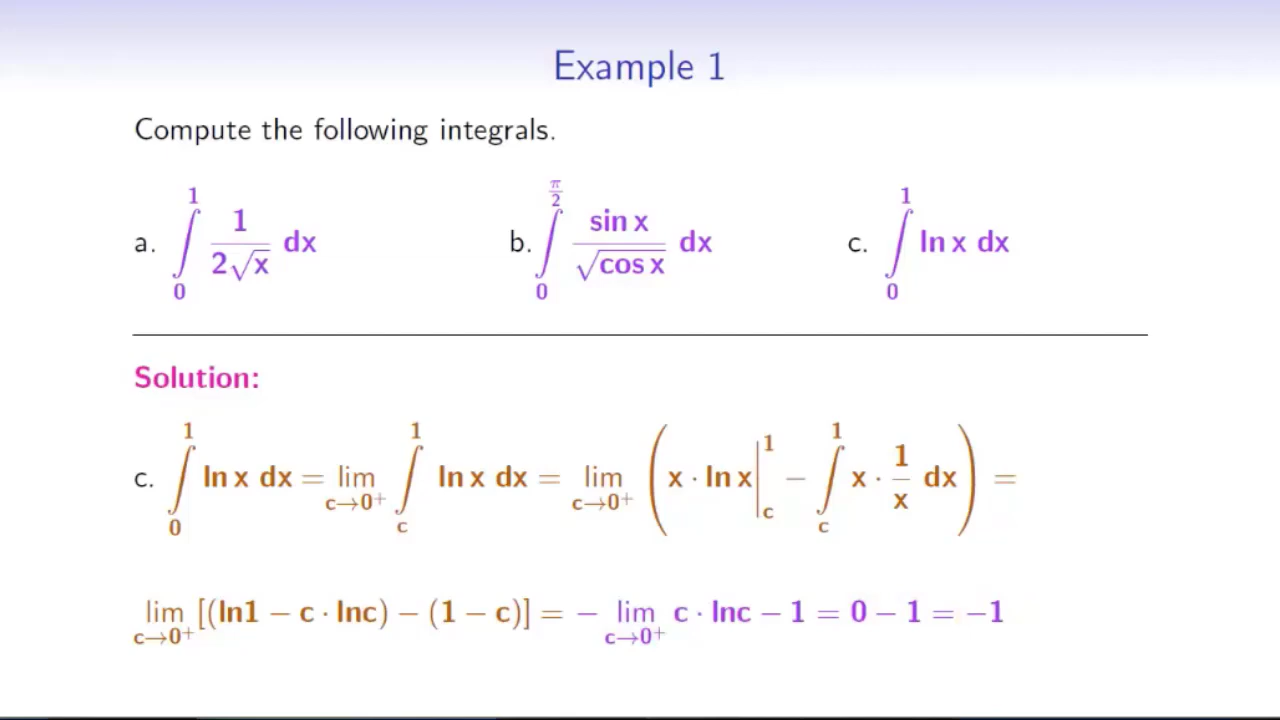 Example 1
Compute the following integrals.
a. ∫₀¹ 1/(2√x) dx b. ∫₀^(π/2) sin x/√(cos x) dx c. ∫₀¹ ln x dx
Solution:
c. ∫₀¹ ln x dx = lim_(c→0⁺) ∫_c¹ ln x dx = lim_(c→0⁺) (x · ln x|_c¹ − ∫_c¹ x · 1/x dx) =
lim_(c→0⁺) [(ln1 − c · lnc) − (1 − c)] = − lim_(c→0⁺) c · lnc − 1 = 0 − 1 = −1